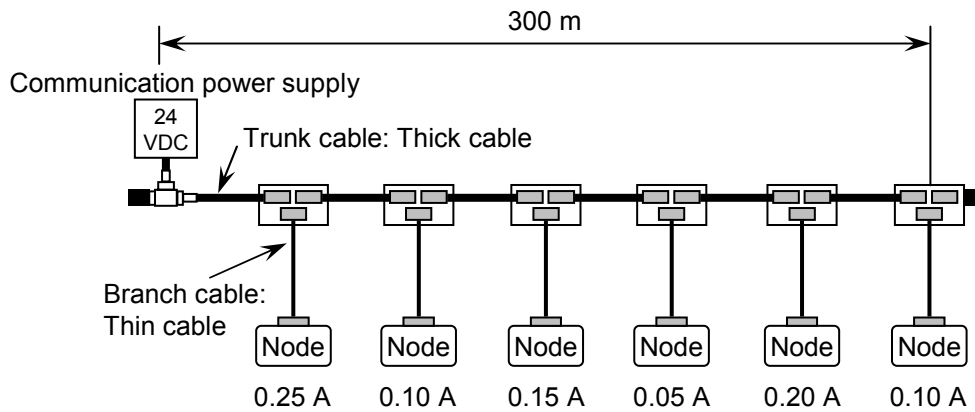 300 m
Communication power supply
24
VDC
Trunk cable: Thick cable
Branch cable:
Thin cable
Node Node Node Node Node Node
0.25 A 0.10 A 0.15 A 0.05 A 0.20 A 0.10 A